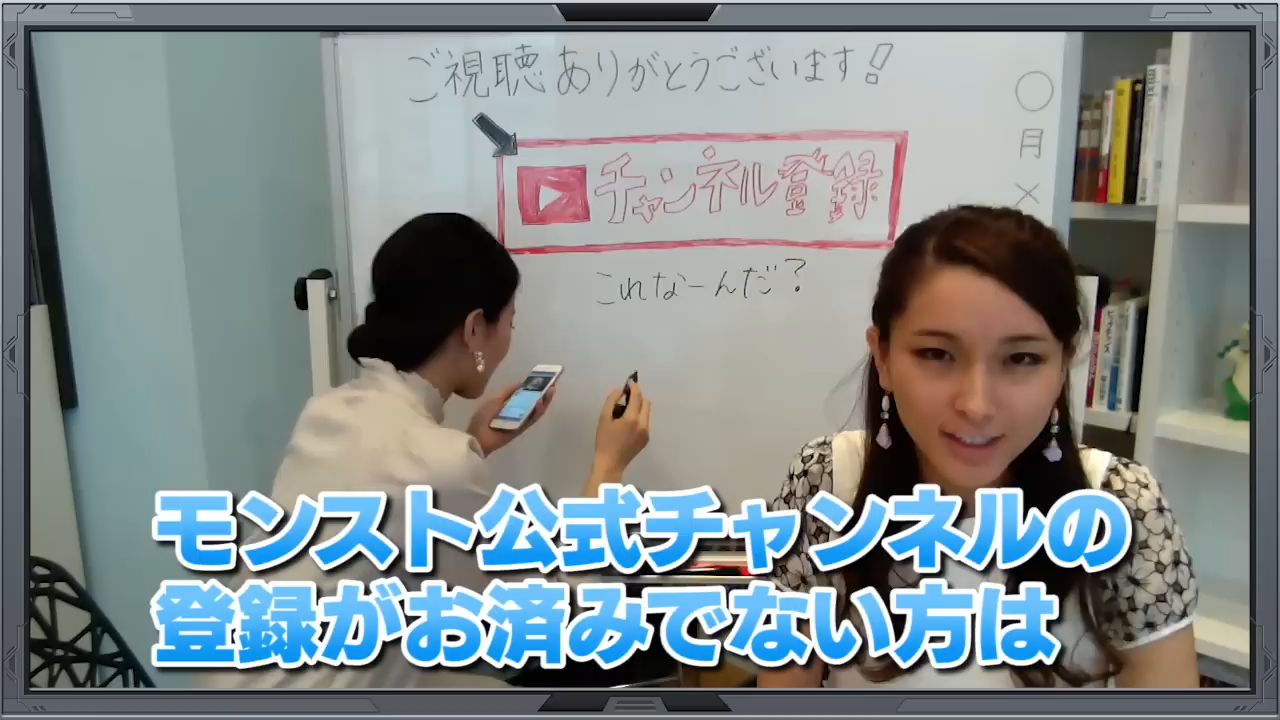 ご視聴ありがとうございます!
○
月
×
チャンネル登録
これなーんだ?
モンスト公式チャンネルの
登録がお済みでない方は